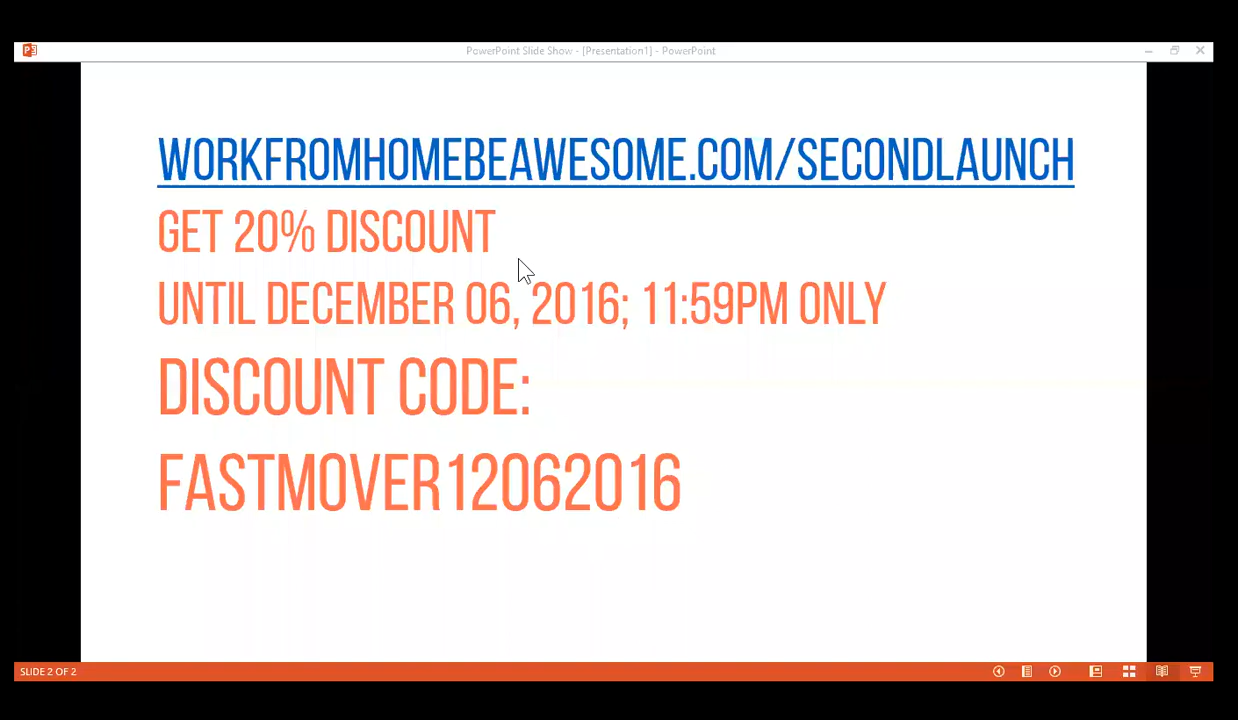 PowerPoint Slide Show - [Presentation1] - PowerPoint
WORKFROMHOMEBEAWESOME.COM/SECONDLAUNCH
GET 20% DISCOUNT
UNTIL DECEMBER 06, 2016; 11:59PM ONLY
DISCOUNT CODE:
FASTMOVER12062016
SLIDE 2 OF 2